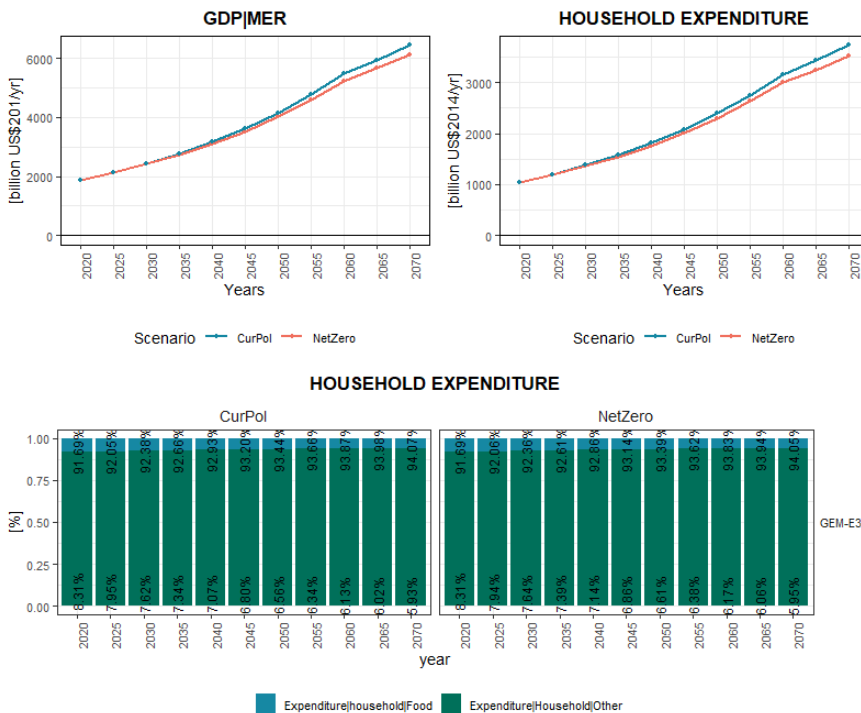 GDP|MER
[billion US$201/yr]
6000
4000
2000
0
2020 2025 2030 2035 2040 2045 2050 2055 2060 2065 2070
Years
Scenario CurPol NetZero
HOUSEHOLD EXPENDITURE
[billion US$2014/yr]
3000
2000
1000
0
2020 2025 2030 2035 2040 2045 2050 2055 2060 2065 2070
Years
Scenario CurPol NetZero
HOUSEHOLD EXPENDITURE
CurPol
NetZero
[%]
1.00
0.75
0.50
0.25
0.00
91.69% 92.05% 92.38% 92.66% 92.93% 93.20% 93.44% 93.66% 93.87% 93.98% 94.07%
8.31% 7.95% 7.62% 7.34% 7.07% 6.80% 6.56% 6.34% 6.13% 6.02% 5.93%
2020 2025 2030 2035 2040 2045 2050 2055 2060 2065 2070
91.69% 92.06% 92.36% 92.61% 92.86% 93.14% 93.39% 93.62% 93.83% 93.94% 94.05%
8.31% 7.94% 7.64% 7.39% 7.14% 6.86% 6.61% 6.38% 6.17% 6.06% 5.95%
2020 2025 2030 2035 2040 2045 2050 2055 2060 2065 2070
GEM-E3
year
Expenditure|household|Food Expenditure|Household|Other